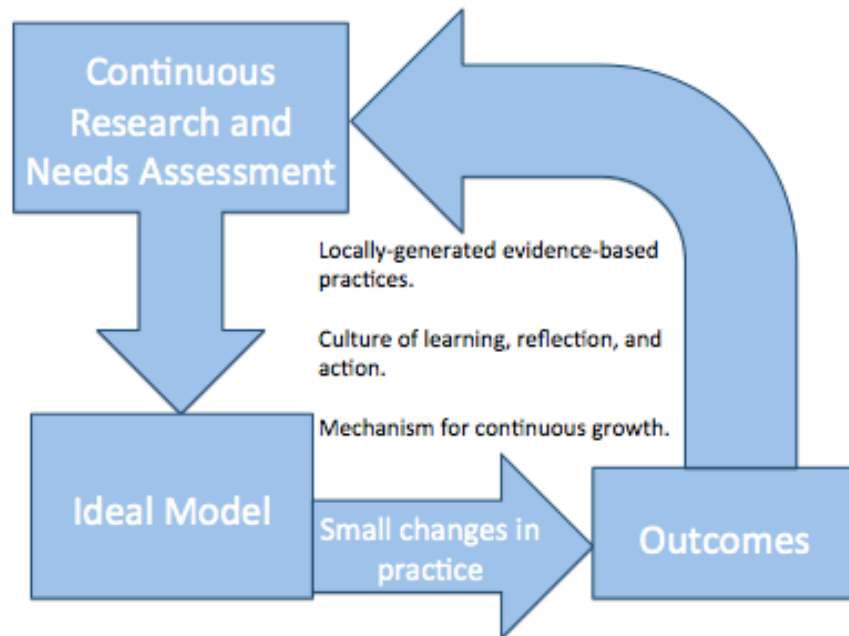 Continuous
Research and
Needs Assessment
Locally-generated evidence-based
practices.
Culture of learning, reflection, and
action.
Mechanism for continuous growth.
Ideal Model
Small changes in
practice
Outcomes